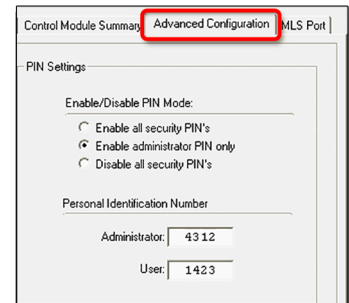 Control Module Summary Advanced Configuration MLS Port
PIN Settings
Enable/Disable PIN Mode:
Enable all security PIN's
Enable administrator PIN only
Disable all security PIN's
Personal Identification Number
Administrator: 4312
User: 1423